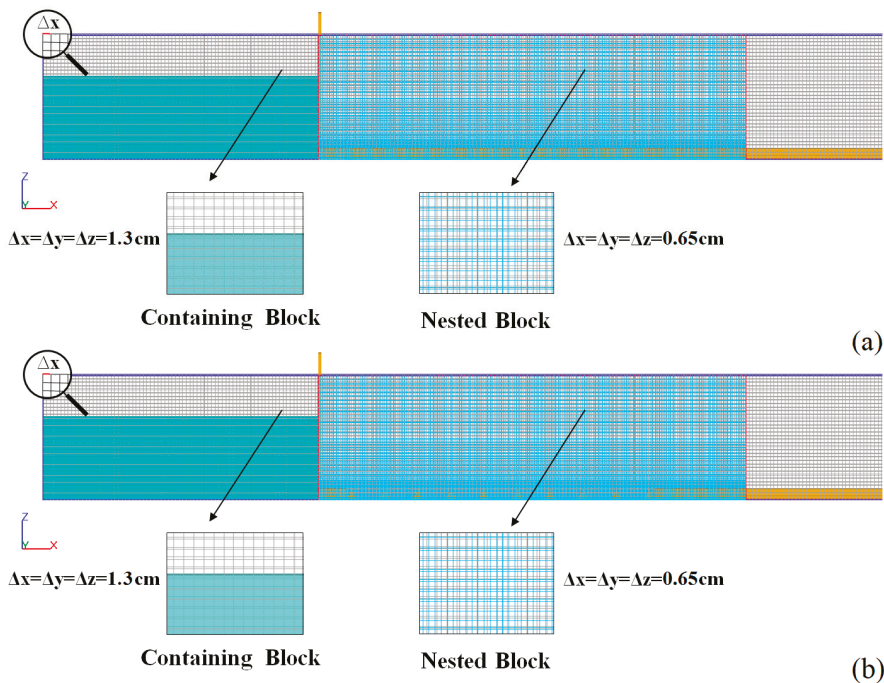 Δx
Z
Y
X
Δx=Δy=Δz=1.3cm
Δx=Δy=Δz=0.65cm
Containing Block
Nested Block
(a)
Δx
Z
Y
X
Δx=Δy=Δz=1.3cm
Δx=Δy=Δz=0.65cm
Containing Block
Nested Block
(b)